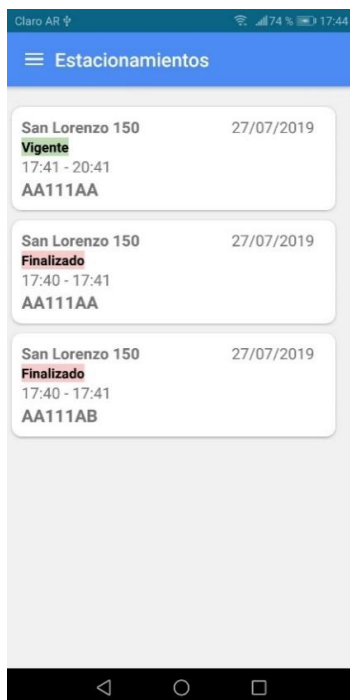 Claro AR 74 % 17:44
Estacionamientos
San Lorenzo 150 27/07/2019
Vigente
17:41 - 20:41
AA111AA
San Lorenzo 150 27/07/2019
Finalizado
17:40 - 17:41
AA111AA
San Lorenzo 150 27/07/2019
Finalizado
17:40 - 17:41
AA111AB